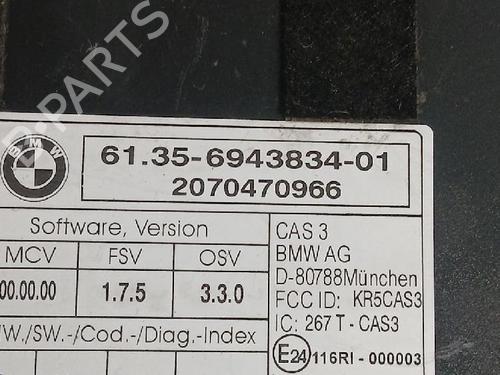 BMW
61.35-6943834-01
2070470966
Software, Version
MCV FSV OSV
00.00.00 1.7.5 3.3.0
W./SW.-/Cod.-/Diag.-Index
CAS 3
BMW AG
D-80788München
FCC ID: KR5CAS3
IC: 267 T - CAS3
E24 116RI - 000003
B-PARTS